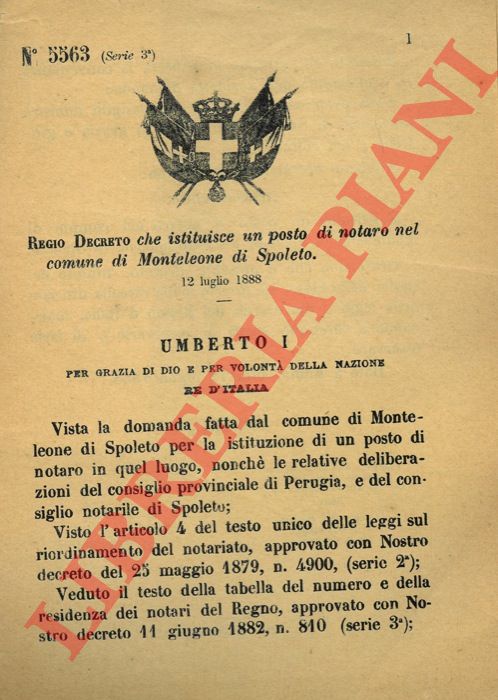 1
N° 5563 (Serie 3ª)
REGIO DECRETO che istituisce un posto di notaro nel
comune di Monteleone di Spoleto.
12 luglio 1888
UMBERTO I
PER GRAZIA DI DIO E PER VOLONTÀ DELLA NAZIONE
RE D'ITALIA
Vista la domanda fatta dal comune di Monte-
leone di Spoleto per la istituzione di un posto di
notaro in quel luogo, nonchè le relative delibera-
zioni del consiglio provinciale di Perugia, e del con-
siglio notarile di Spoleto;
Visto l'articolo 4 del testo unico delle leggi sul
riordinamento del notariato, approvato con Nostro
decreto del 25 maggio 1879, n. 4900, (serie 2ª);
Veduto il testo della tabella del numero e della
residenza dei notari del Regno, approvato con No-
stro decreto 11 giugno 1882, n. 810 (serie 3ª);
LIBRERIA PIANI